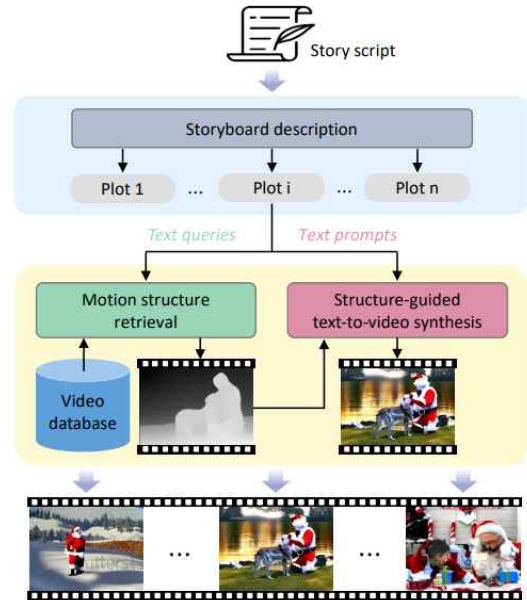 Story script
Storyboard description
Plot 1 ... Plot i ... Plot n
Text queries Text prompts
Motion structure
retrieval
Structure-guided
text-to-video synthesis
Video
database
... ...